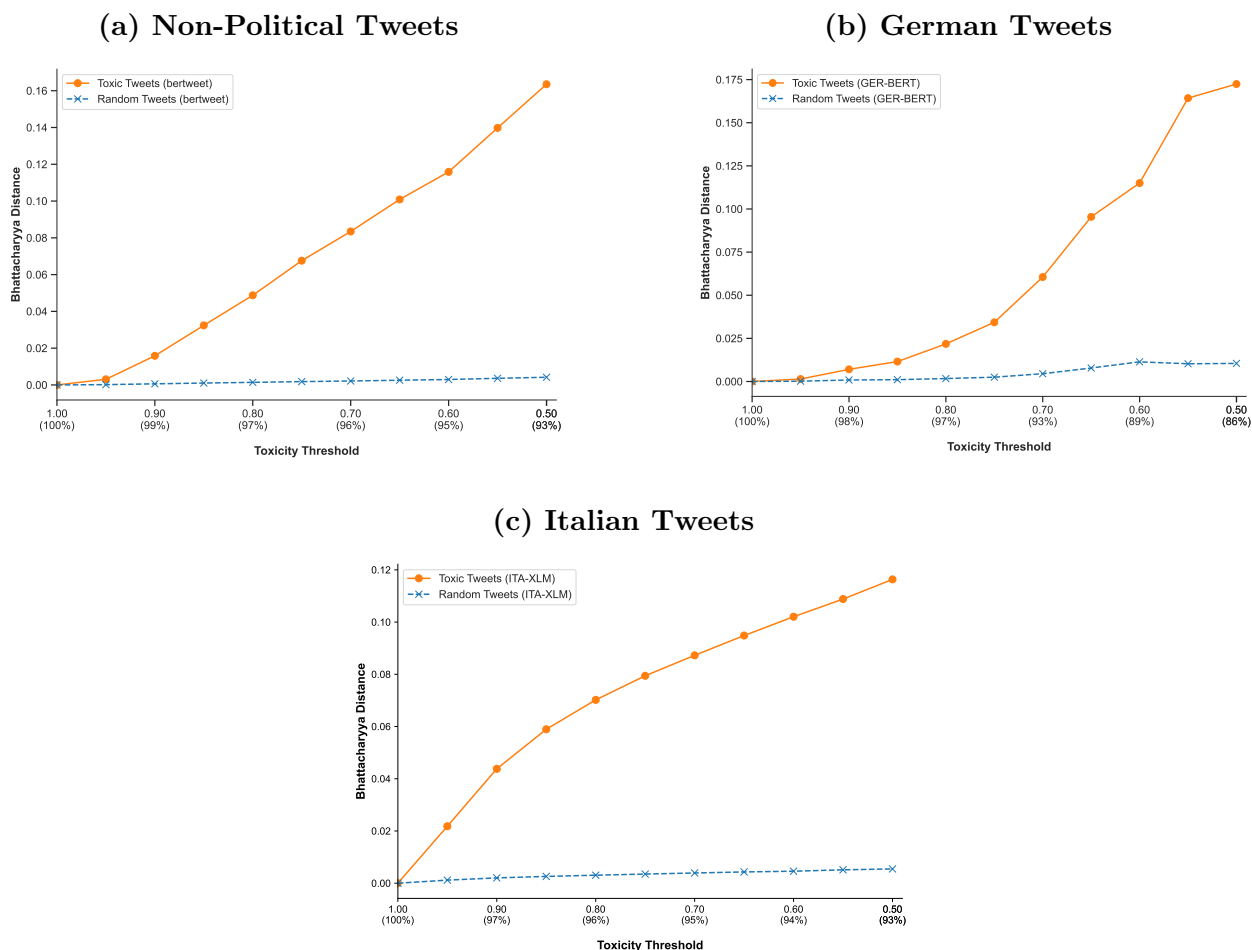 (a) Non-Political Tweets
Toxic Tweets (bertweet)
Random Tweets (bertweet)
Bhattacharyya Distance
0.16
0.14
0.12
0.10
0.08
0.06
0.04
0.02
0.00
1.00 0.90 0.80 0.70 0.60 0.50
(100%) (99%) (97%) (96%) (95%) (93%)
Toxicity Threshold
(b) German Tweets
Toxic Tweets (GER-BERT)
Random Tweets (GER-BERT)
Bhattacharyya Distance
0.175
0.150
0.125
0.100
0.075
0.050
0.025
0.000
1.00 0.90 0.80 0.70 0.60 0.50
(100%) (98%) (97%) (93%) (89%) (86%)
Toxicity Threshold
(c) Italian Tweets
Toxic Tweets (ITA-XLM)
Random Tweets (ITA-XLM)
Bhattacharyya Distance
0.12
0.10
0.08
0.06
0.04
0.02
0.00
1.00 0.90 0.80 0.70 0.60 0.50
(100%) (97%) (96%) (95%) (94%) (93%)
Toxicity Threshold